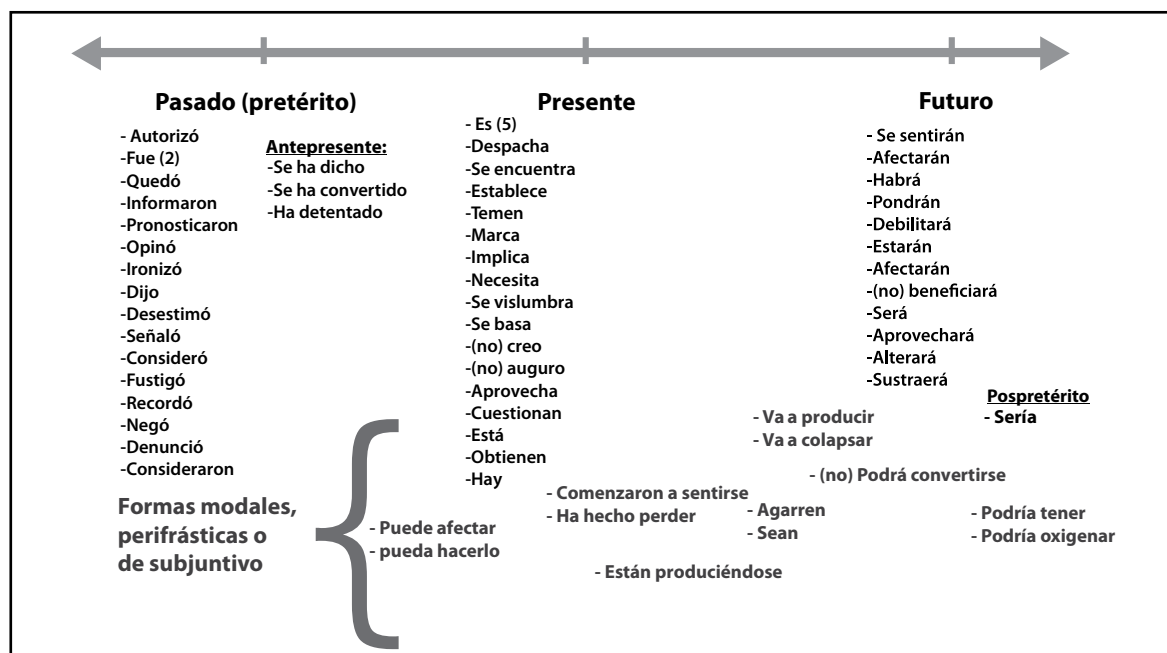 Pasado (pretérito)
- Autorizó
-Fue (2)
-Quedó
-Informaron
-Pronosticaron
-Opinó
-Ironizó
-Dijo
-Desestimó
-Señaló
-Consideró
-Fustigó
-Recordó
-Negó
-Denunció
-Consideraron
Antepresente:
-Se ha dicho
-Se ha convertido
-Ha detentado
Presente
- Es (5)
-Despacha
-Se encuentra
-Establece
-Temen
-Marca
-Implica
-Necesita
-Se vislumbra
-Se basa
-(no) creo
-(no) auguro
-Aprovecha
-Cuestionan
-Está
-Obtienen
-Hay
Futuro
- Se sentirán
-Afectarán
-Habrá
-Pondrán
-Debilitará
-Estarán
-Afectarán
-(no) beneficiará
-Será
-Aprovechará
-Alterará
-Sustraerá
Pospretérito
- Sería
Formas modales,
perifrásticas o
de subjuntivo
- Puede afectar
- pueda hacerlo
- Comenzaron a sentirse
- Ha hecho perder
- Están produciéndose
- Va a producir
- Va a colapsar
- (no) Podrá convertirse
- Agarren
- Sean
- Podría tener
- Podría oxigenar